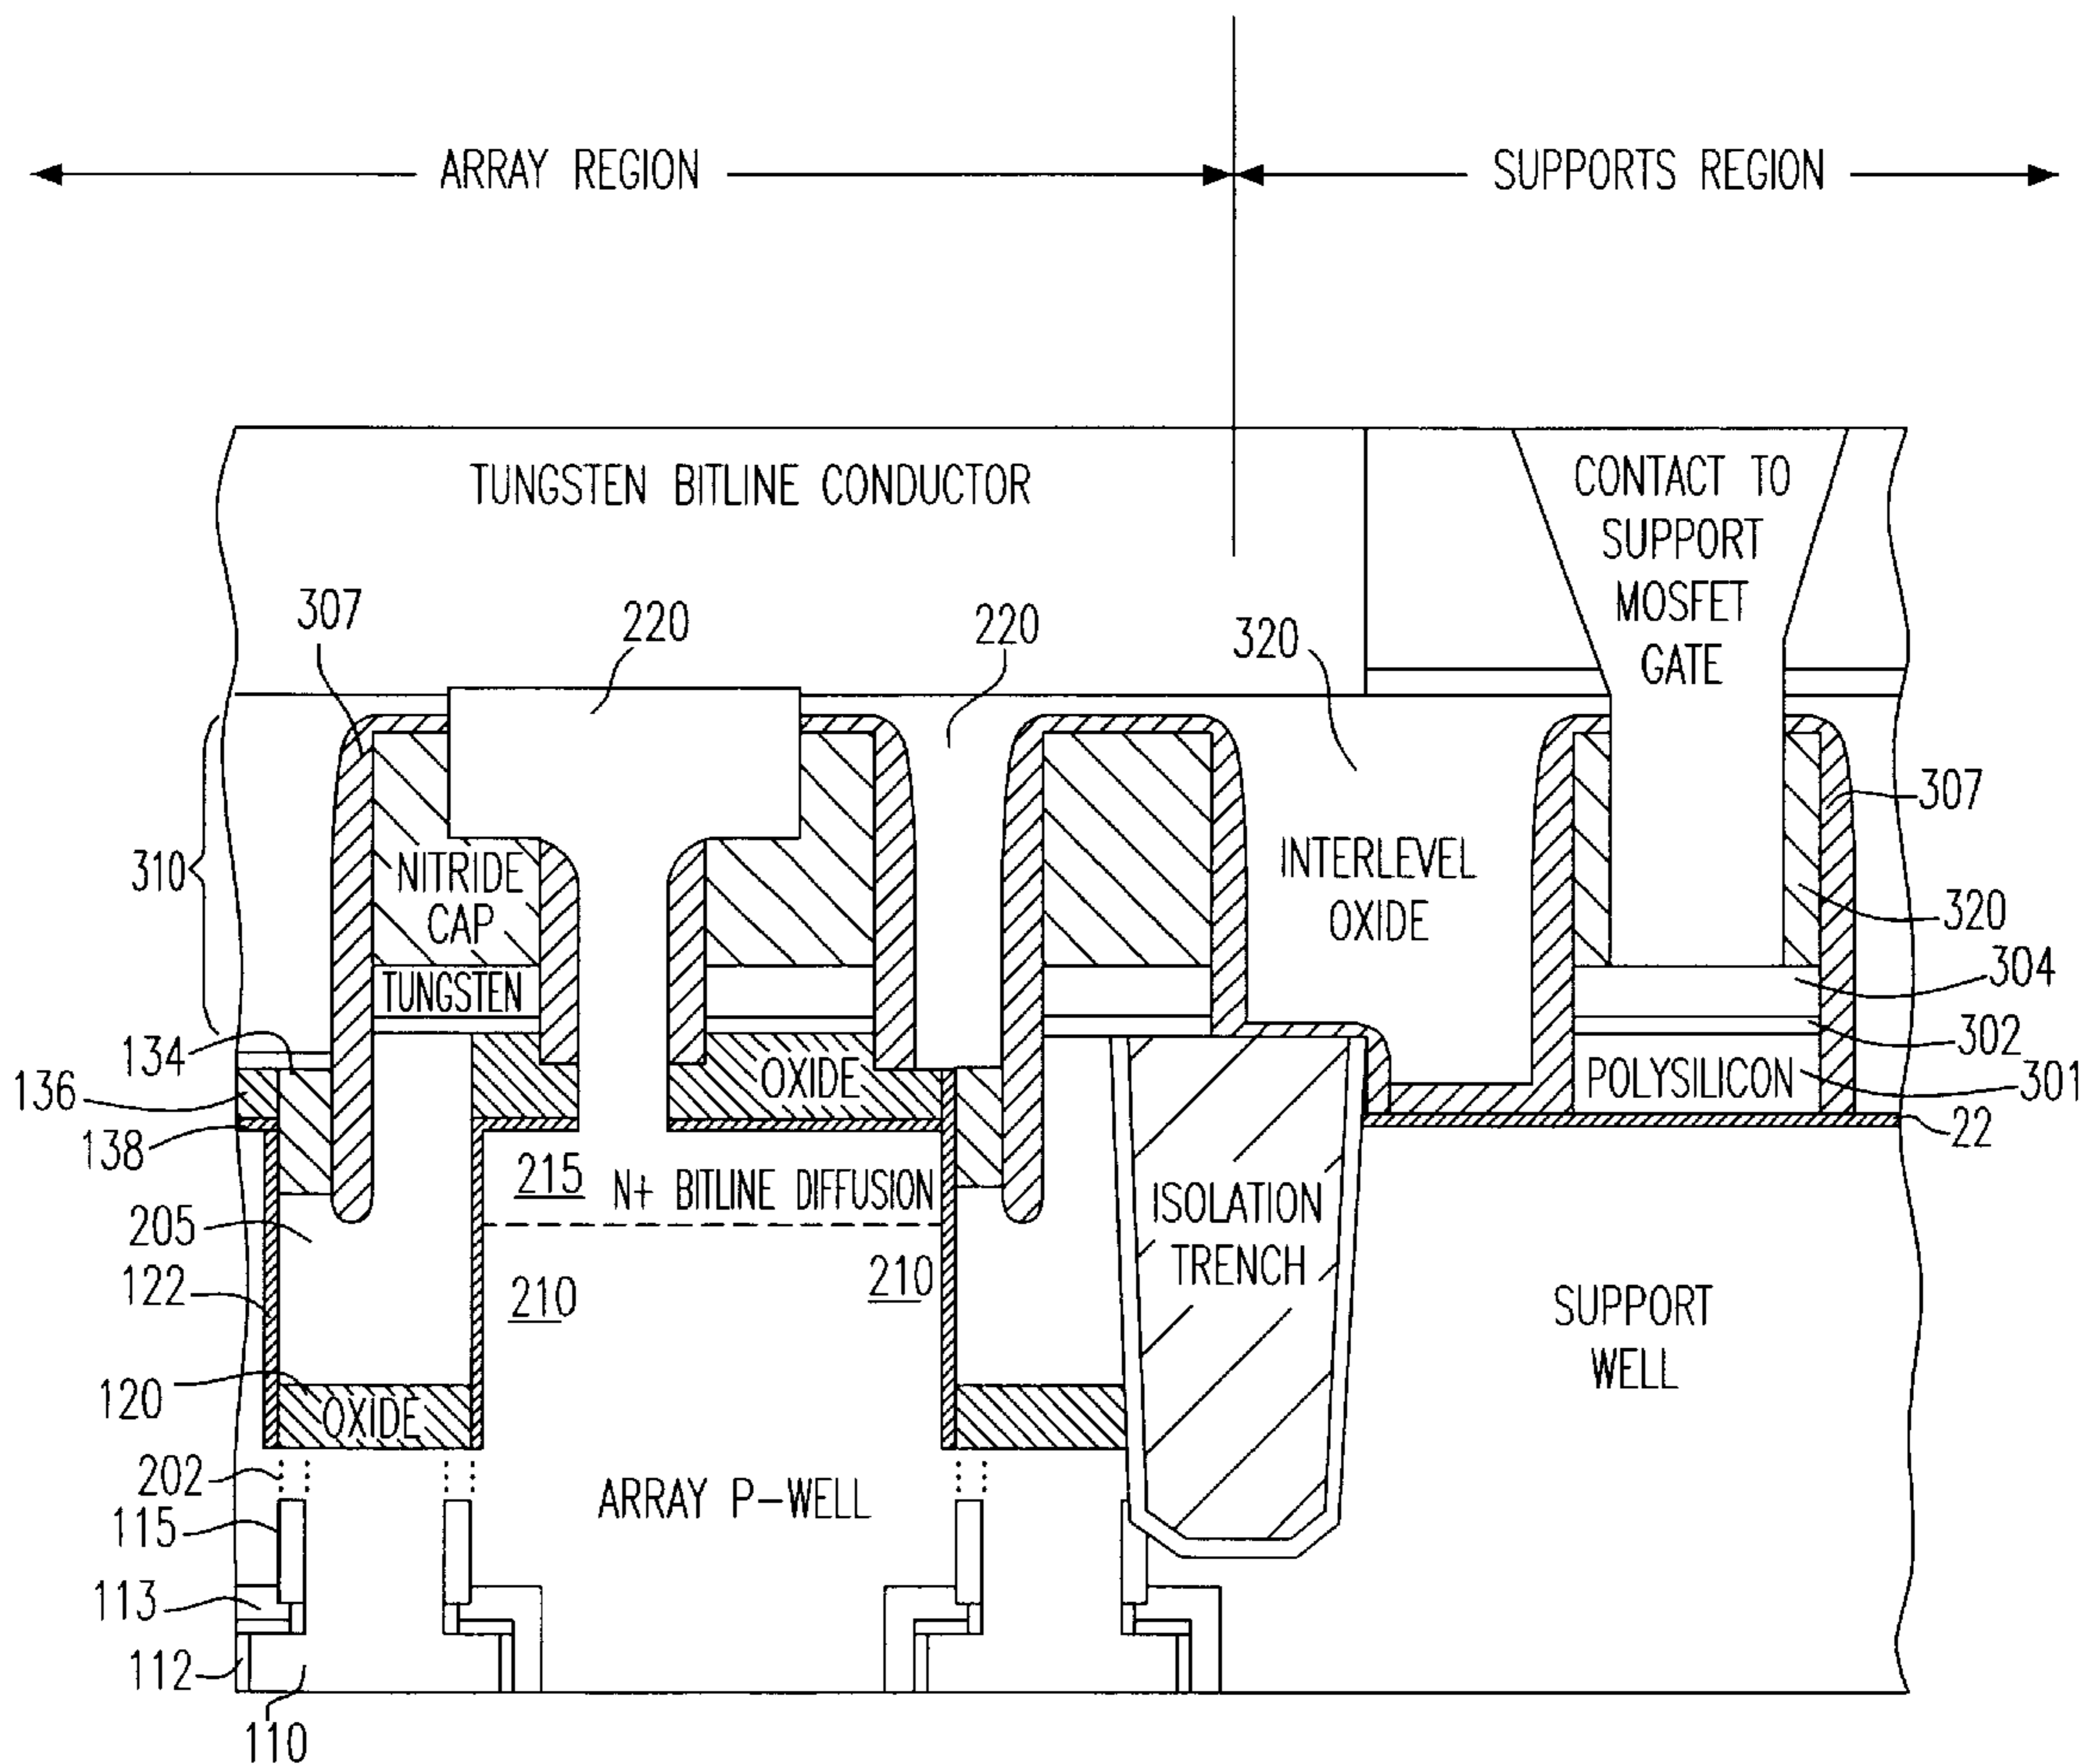 ARRAY REGION
SUPPORTS REGION
TUNGSTEN BITLINE CONDUCTOR
CONTACT TO
SUPPORT
MOSFET
GATE
307
220
220
320
310
NITRIDE
CAP
INTERLEVEL
OXIDE
307
320
TUNGSTEN
304
134
302
136
OXIDE
POLYSILICON
301
138
22
215
N+ BITLINE DIFFUSION
205
ISOLATION
TRENCH
122
210
210
SUPPORT
WELL
120
OXIDE
202
ARRAY P-WELL
115
113
112
110